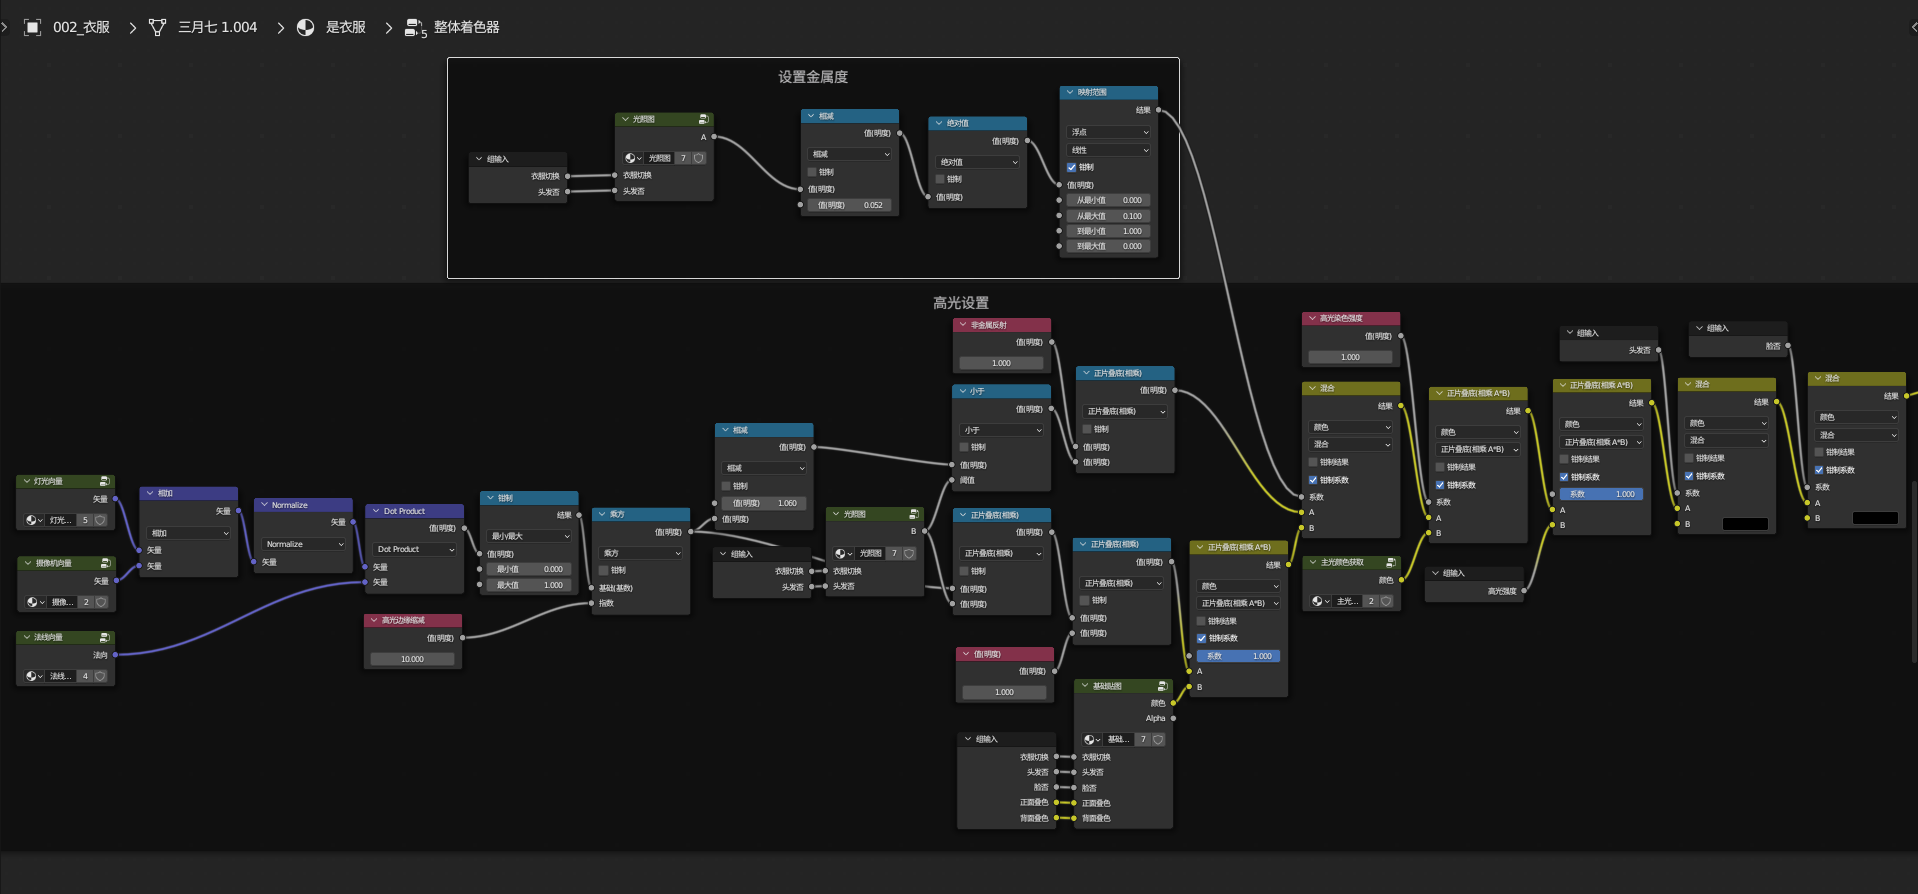 002_衣服
三月七 1.004
是衣服
5
整体着色器
设置金属度
组输入
衣服切换
头发否
光照图
A
光照图
7
衣服切换
头发否
相减
值(明度)
相减
钳制
值(明度)
值(明度) 0.052
绝对值
值(明度)
绝对值
钳制
值(明度)
映射范围
结果
浮点
线性
钳制
值(明度)
从最小值 0.000
从最大值 0.100
到最小值 1.000
到最大值 0.000
高光设置
灯光向量
矢量
灯光... 5
摄像机向量
矢量
摄像... 2
法线向量
法向
法线... 4
相加
矢量
相加
矢量
矢量
Normalize
矢量
Normalize
矢量
Dot Product
值(明度)
Dot Product
矢量
矢量
高光边缘缩减
值(明度)
10.000
钳制
结果
最小/最大
值(明度)
最小值 0.000
最大值 1.000
乘方
值(明度)
乘方
钳制
基础(基数)
指数
相减
值(明度)
相减
钳制
值(明度) 1.060
值(明度)
组输入
衣服切换
头发否
光照图
B
光照图 7
衣服切换
头发否
非金属反射
值(明度)
1.000
小于
值(明度)
小于
钳制
值(明度)
阈值
正片叠底(相乘)
值(明度)
正片叠底(相乘)
钳制
值(明度)
值(明度)
值(明度)
值(明度)
1.000
组输入
衣服切换
头发否
脸否
正面叠色
背面叠色
正片叠底(相乘)
值(明度)
正片叠底(相乘)
钳制
值(明度)
值(明度)
正片叠底(相乘)
值(明度)
正片叠底(相乘)
钳制
值(明度)
值(明度)
基础贴图
颜色
Alpha
基础... 7
衣服切换
头发否
脸否
正面叠色
背面叠色
正片叠底(相乘 A*B)
结果
颜色
正片叠底(相乘 A*B)
钳制结果
钳制系数
系数 1.000
A
B
高光染色强度
值(明度)
1.000
混合
结果
颜色
混合
钳制结果
钳制系数
系数
A
B
主光颜色获取
颜色
主光... 2
正片叠底(相乘 A*B)
结果
颜色
正片叠底(相乘 A*B)
钳制结果
钳制系数
系数
A
B
组输入
高光强度
组输入
头发否
正片叠底(相乘 A*B)
结果
颜色
正片叠底(相乘 A*B)
钳制结果
钳制系数
系数 1.000
A
B
组输入
脸否
混合
结果
颜色
混合
钳制结果
钳制系数
系数
A
B
混合
结果
颜色
混合
钳制结果
钳制系数
系数
A
B